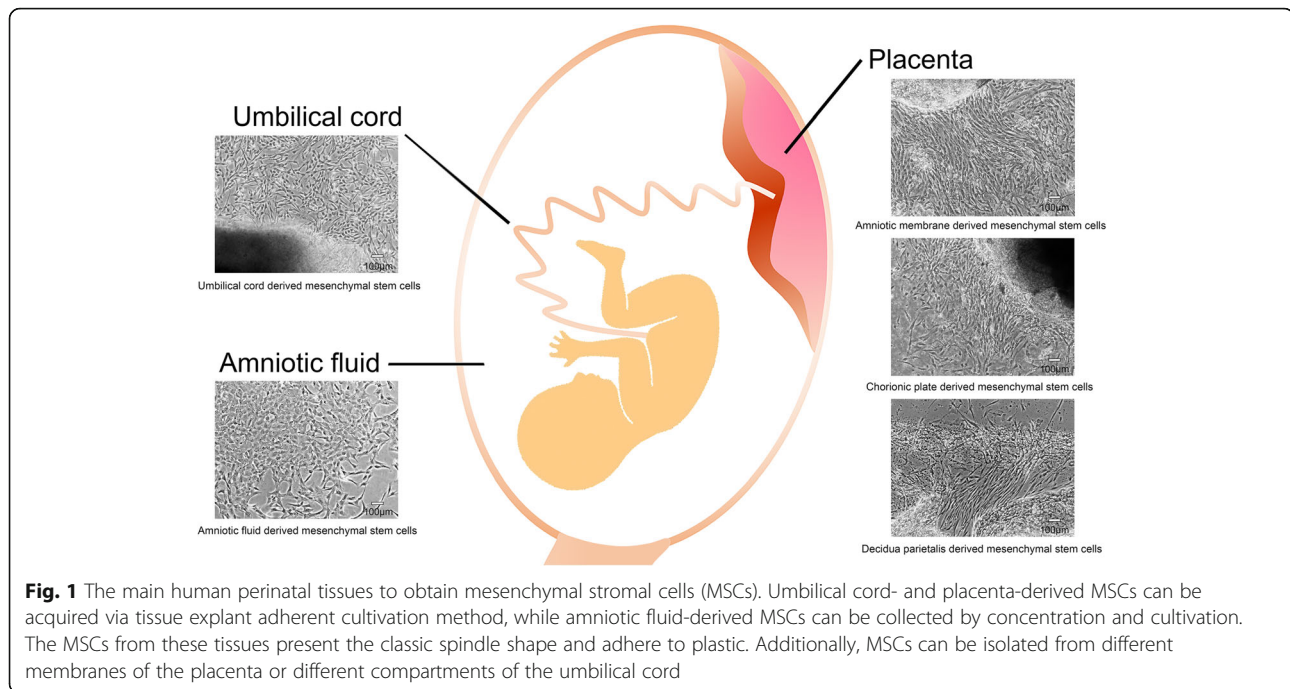 Umbilical cord
100μm
Umbilical cord derived mesenchymal stem cells
Amniotic fluid
100μm
Amniotic fluid derived mesenchymal stem cells
Placenta
100μm
Amniotic membrane derived mesenchymal stem cells
100μm
Chorionic plate derived mesenchymal stem cells
100μm
Decidua parietalis derived mesenchymal stem cells
Fig. 1 The main human perinatal tissues to obtain mesenchymal stromal cells (MSCs). Umbilical cord- and placenta-derived MSCs can be
acquired via tissue explant adherent cultivation method, while amniotic fluid-derived MSCs can be collected by concentration and cultivation.
The MSCs from these tissues present the classic spindle shape and adhere to plastic. Additionally, MSCs can be isolated from different
membranes of the placenta or different compartments of the umbilical cord